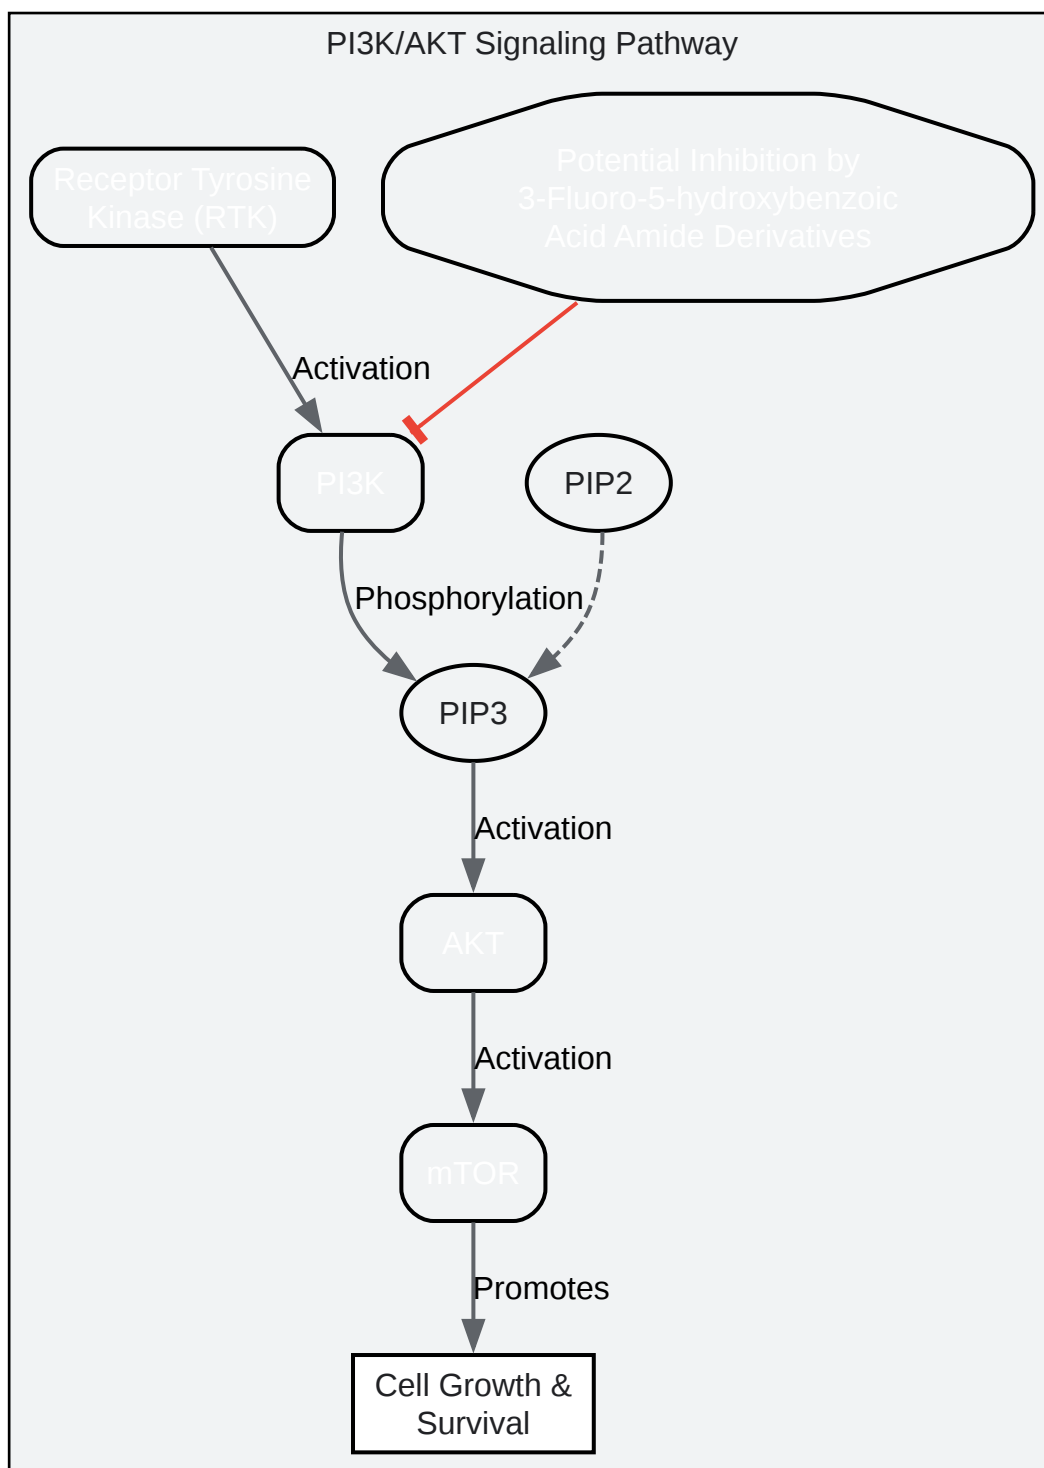 PI3K/AKT Signaling Pathway
Receptor Tyrosine
Kinase (RTK)
Potential Inhibition by
3-Fluoro-5-hydroxybenzoic
Acid Amide Derivatives
Activation
PI3K
PIP2
Phosphorylation
PIP3
Activation
AKT
Activation
mTOR
Promotes
Cell Growth &
Survival